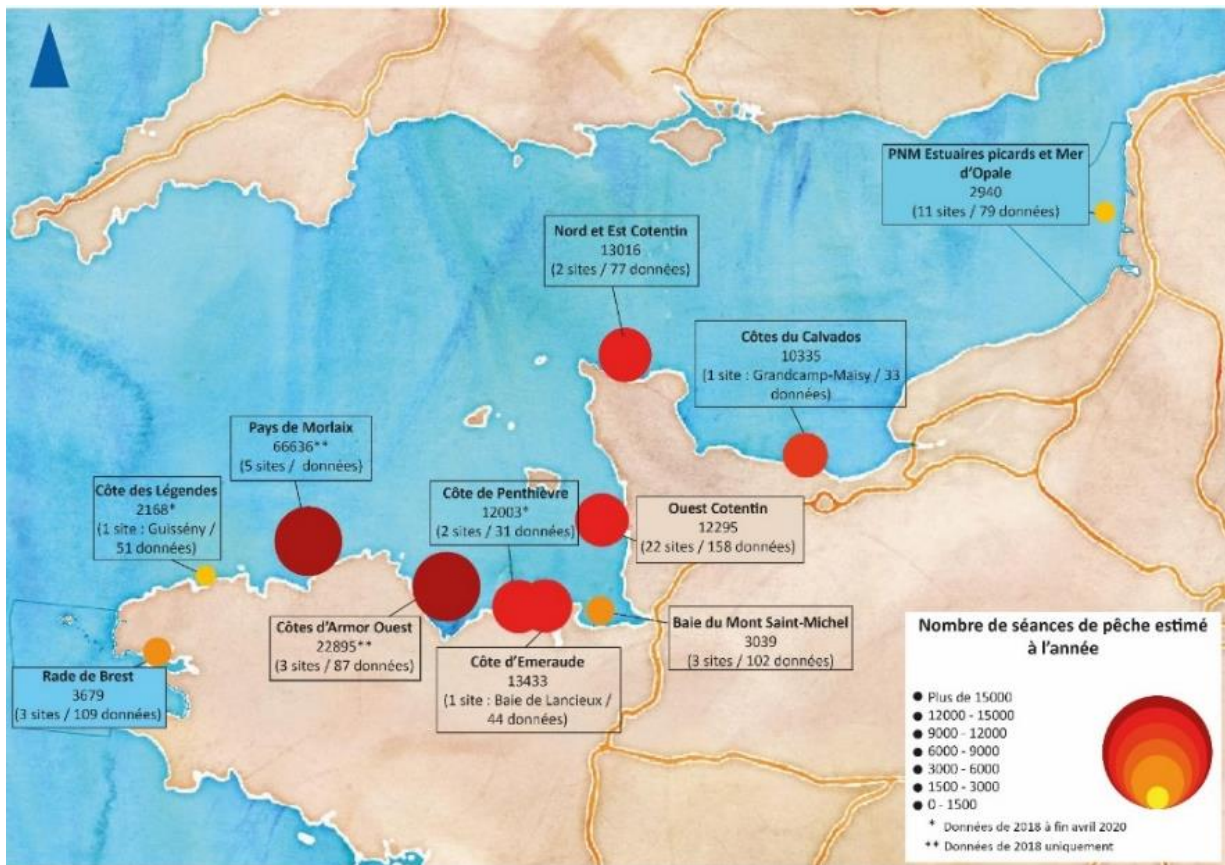 PNM Estuaires picards et Mer
d'Opale
2940
(11 sites / 79 données)
Nord et Est Cotentin
13016
(2 sites / 77 données)
Côtes du Calvados
10335
(1 site : Grandcamp-Maisy / 33
données)
Pays de Morlaix
66636**
(5 sites / données)
Côte des Légendes
2168*
(1 site : Guissény /
51 données)
Côte de Penthièvre
12003*
(2 sites / 31 données)
Ouest Cotentin
12295
(22 sites / 158 données)
Côtes d'Armor Ouest
22895**
(3 sites / 87 données)
Baie du Mont Saint-Michel
3039
(3 sites / 102 données)
Côte d'Emeraude
13433
(1 site : Baie de Lancieux /
44 données)
Rade de Brest
3679
(3 sites / 109 données)
Nombre de séances de pêche estimé
à l'année
Plus de 15000
12000 - 15000
9000 - 12000
6000 - 9000
3000 - 6000
1500 - 3000
0 - 1500
* Données de 2018 à fin avril 2020
** Données de 2018 uniquement